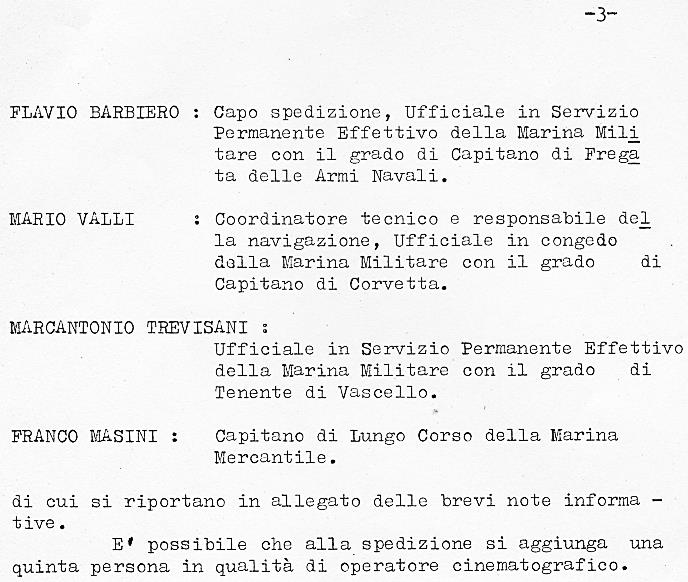 -3-
FLAVIO BARBIERO : Capo spedizione, Ufficiale in Servizio
Permanente Effettivo della Marina Mili
tare con il grado di Capitano di Frega
ta delle Armi Navali.
MARIO VALLI : Coordinatore tecnico e responsabile del
la navigazione, Ufficiale in congedo
della Marina Militare con il grado di
Capitano di Corvetta.
MARCANTONIO TREVISANI :
Ufficiale in Servizio Permanente Effettivo
della Marina Militare con il grado di
Tenente di Vascello.
FRANCO MASINI : Capitano di Lungo Corso della Marina
Mercantile.
di cui si riportano in allegato delle brevi note informa -
tive.
E' possibile che alla spedizione si aggiunga una
quinta persona in qualità di operatore cinematografico.